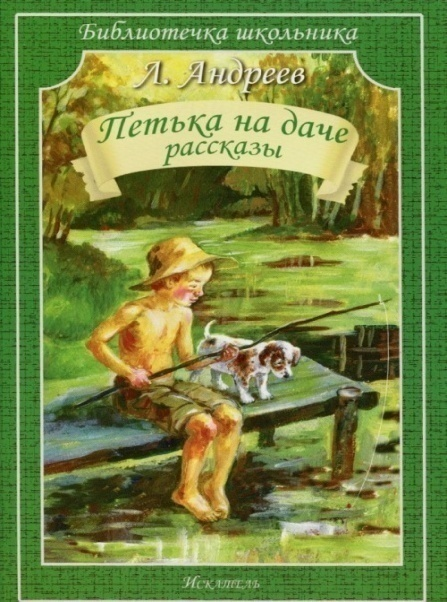 Библиотечка школьника
Л. Андреев
Петька на даче
рассказы
Искатель